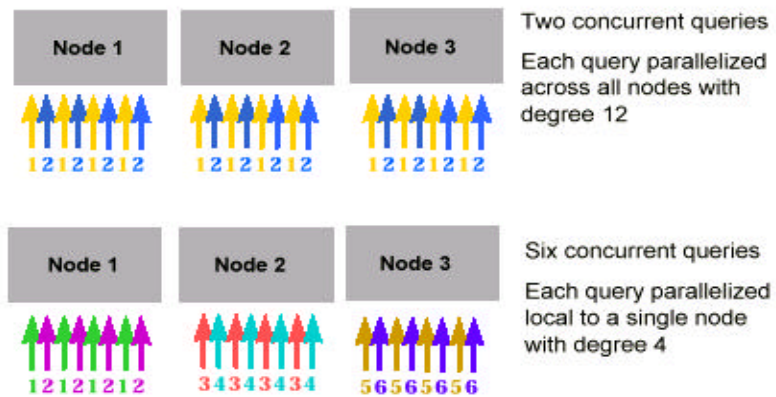 Node 1
Node 2
Node 3
Two concurrent queries
Each query parallelized
across all nodes with
degree 12
1 2 1 2 1 2 1 2
1 2 1 2 1 2 1 2
1 2 1 2 1 2 1 2
Node 1
Node 2
Node 3
Six concurrent queries
Each query parallelized
local to a single node
with degree 4
1 2 1 2 1 2 1 2
3 4 3 4 3 4 3 4
5 6 5 6 5 6 5 6